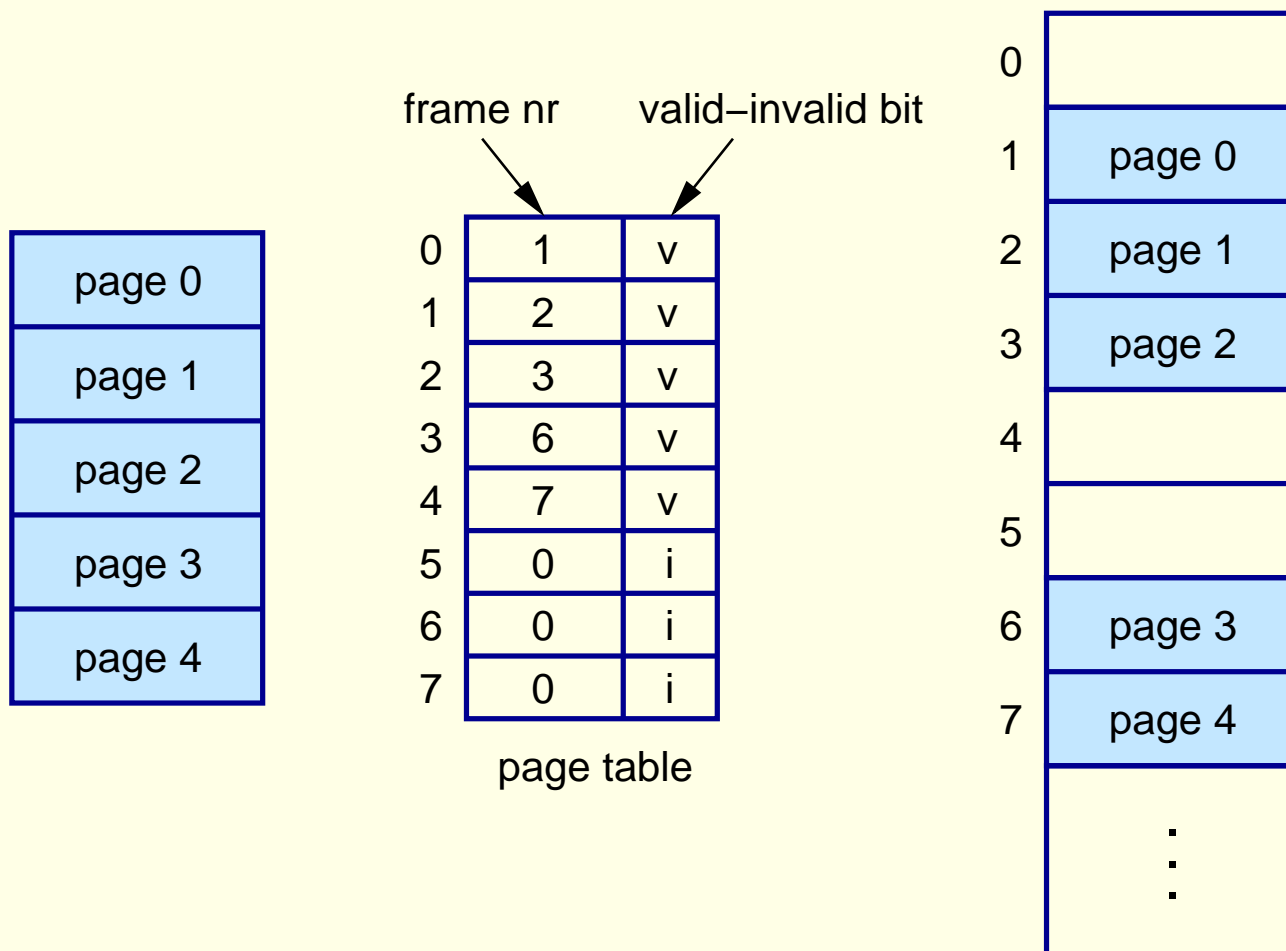 page 0
page 1
page 2
page 3
page 4
frame nr valid–invalid bit
0 1 v
1 2 v
2 3 v
3 6 v
4 7 v
5 0 i
6 0 i
7 0 i
page table
0
1 page 0
2 page 1
3 page 2
4
5
6 page 3
7 page 4